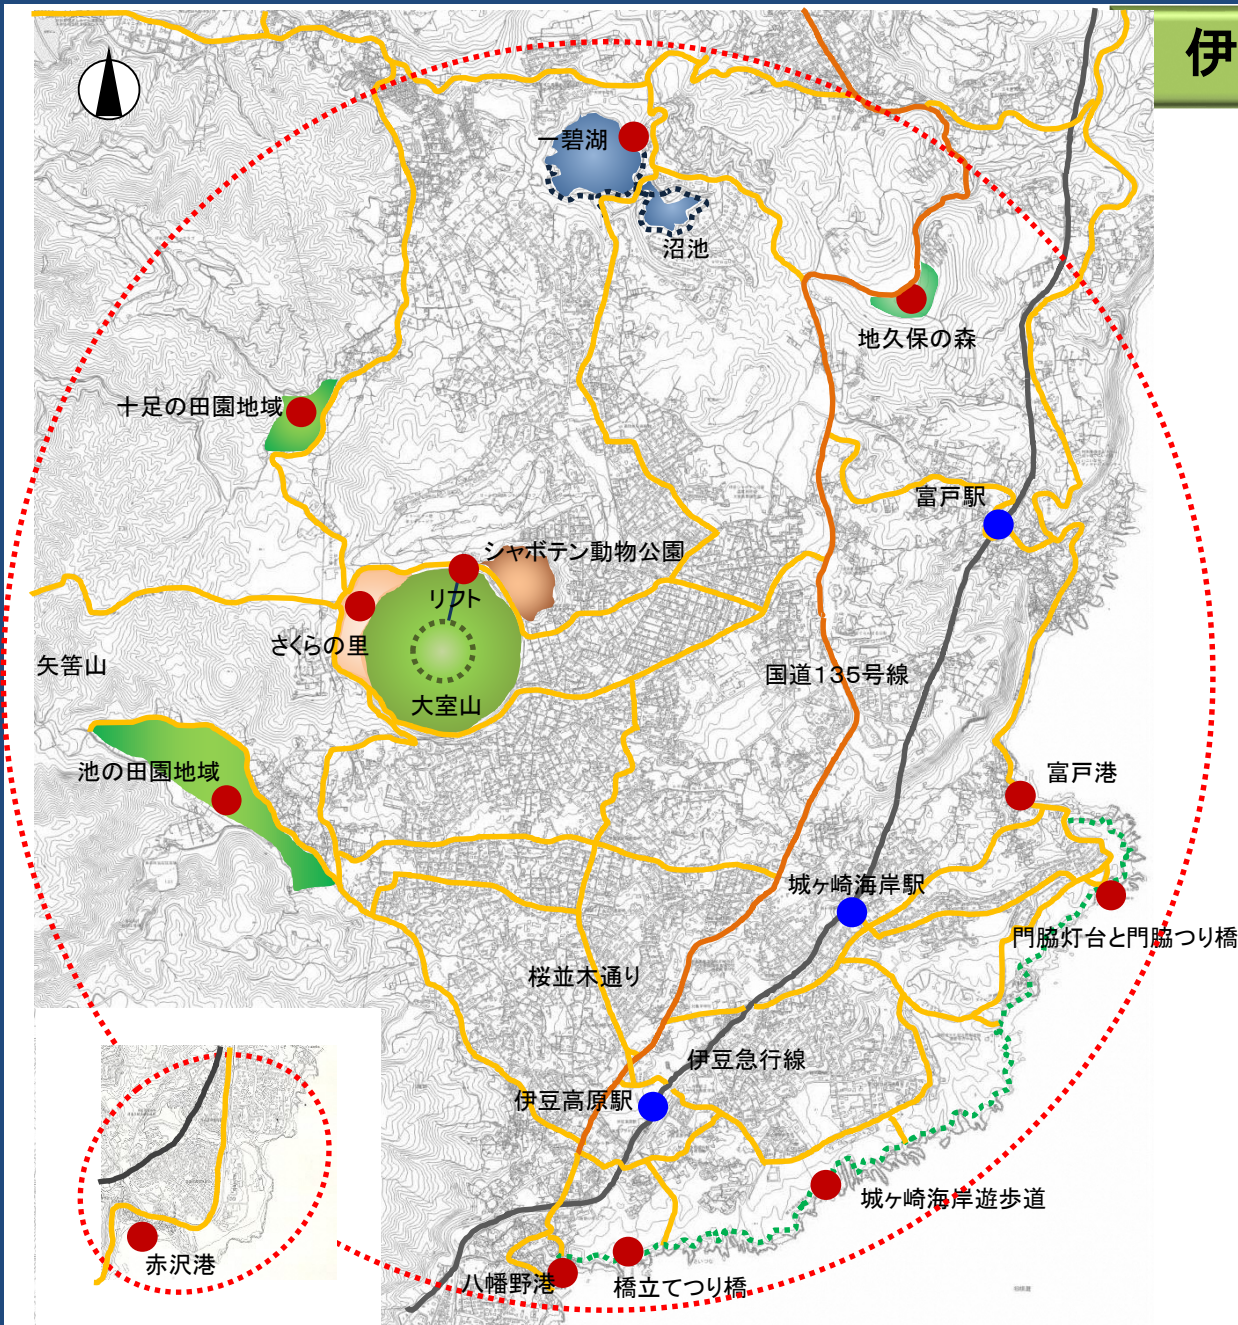 伊
一碧湖
沼池
地久保の森
十足の田園地域
富戸駅
シャボテン動物公園
リフト
さくらの里
矢筈山
国道135号線
大室山
池の田園地域
富戸港
城ヶ崎海岸駅
門脇灯台と門脇つり橋
桜並木通り
伊豆急行線
伊豆高原駅
城ヶ崎海岸遊歩道
赤沢港
八幡野港
橋立てつり橋